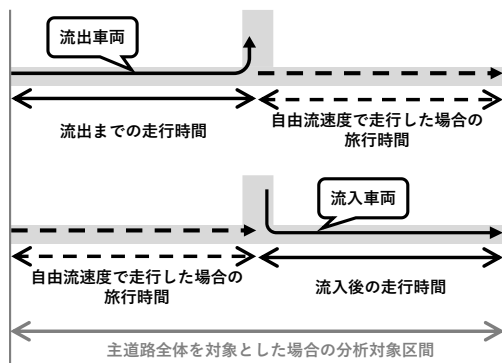 流出車両
流出までの走行時間
自由流速度で走行した場合の
旅行時間
流入車両
自由流速度で走行した場合の
旅行時間
流入後の走行時間
主道路全体を対象とした場合の分析対象区間